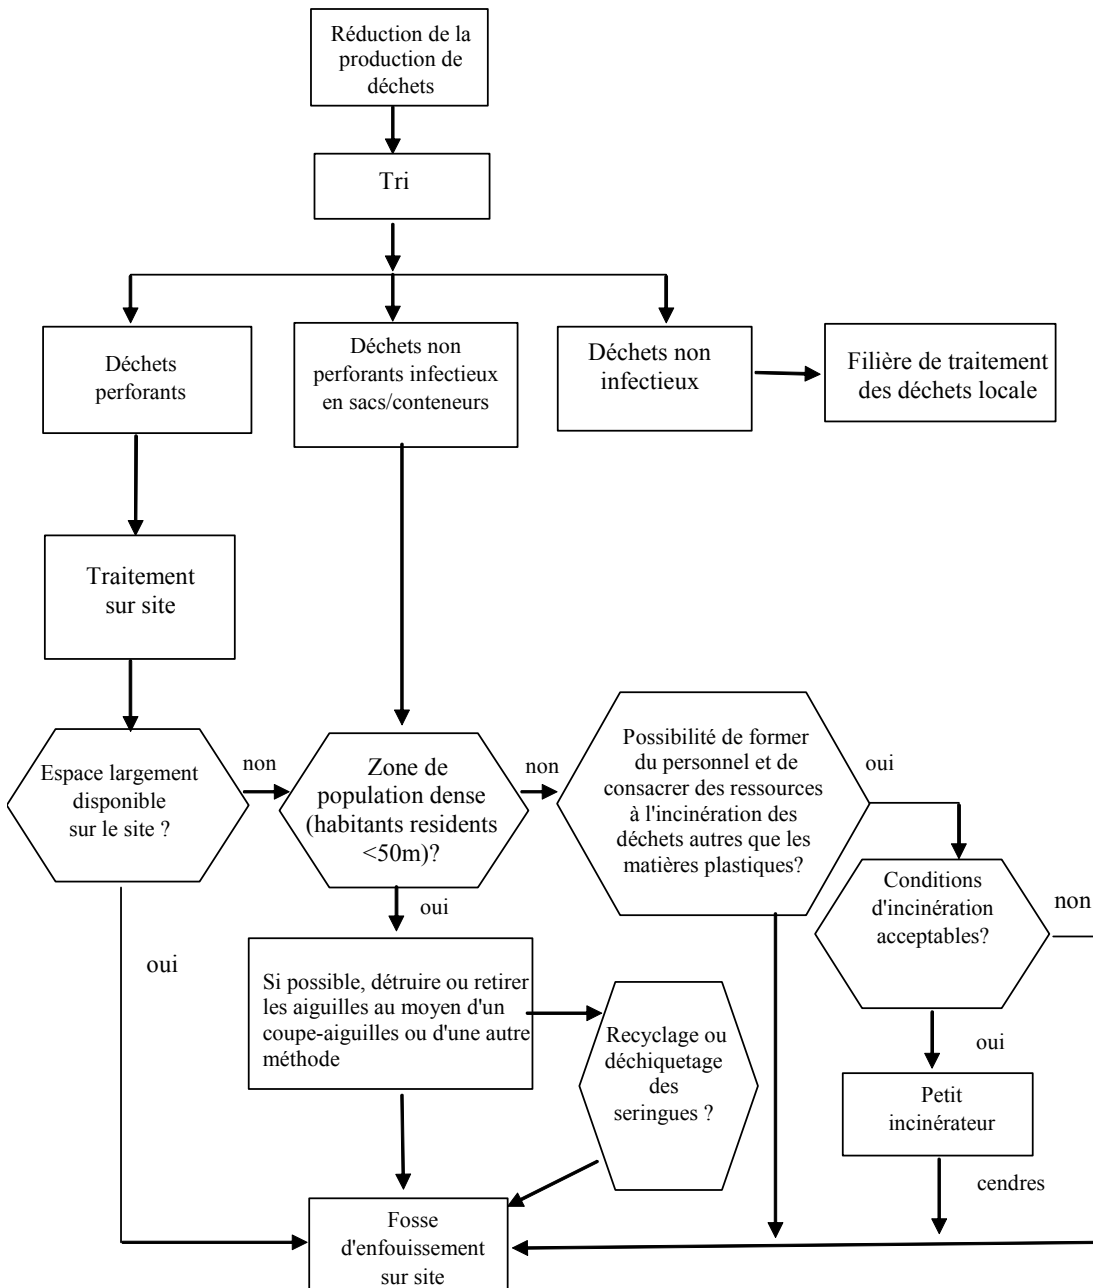 Réduction de la
production de
déchets
Tri
Déchets
perforants
Déchets non
perforants infectieux
en sacs/conteneurs
Déchets non
infectieux
Filière de traitement
des déchets locale
Traitement
sur site
Espace largement
disponible
sur le site ?
non
Zone de
population dense
(habitants residents
<50m)?
non
Possibilité de former
du personnel et de
consacrer des ressources
à l'incinération des
déchets autres que les
matières plastiques?
oui
Conditions
d'incinération
acceptables?
non
oui
oui
Si possible, détruire ou retirer
les aiguilles au moyen d'un
coupe-aiguilles ou d'une autre
méthode
Recyclage ou
déchiquetage
des
seringues ?
oui
Petit
incinérateur
cendres
Fosse
d'enfouissement
sur site